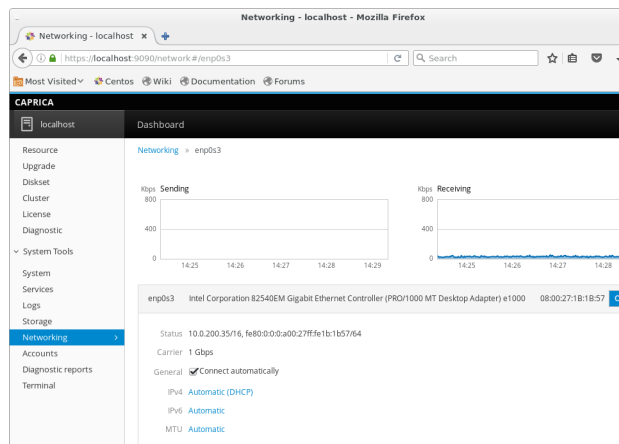 Networking - localhost - Mozilla Firefox
Networking - localhost
https://localhost:9090/network#/enp0s3
Search
Most Visited
Centos
Wiki
Documentation
Forums
CAPRICA
localhost
Dashboard
Resource
Upgrade
Diskset
Cluster
License
Diagnostic
System Tools
System
Services
Logs
Storage
Networking
Accounts
Diagnostic reports
Terminal
Networking » enp0s3
Kbps Sending
800
400
0
14:25 14:26 14:27 14:28 14:29
Kbps Receiving
800
400
0
14:25 14:26 14:27 14:28
enp0s3 Intel Corporation 82540EM Gigabit Ethernet Controller (PRO/1000 MT Desktop Adapter) e1000 08:00:27:1B:1B:57
Status 10.0.200.35/16, fe80:0:0:0:a00:27ff:fe1b:1b57/64
Carrier 1 Gbps
General Connect automatically
IPv4 Automatic (DHCP)
IPv6 Automatic
MTU Automatic